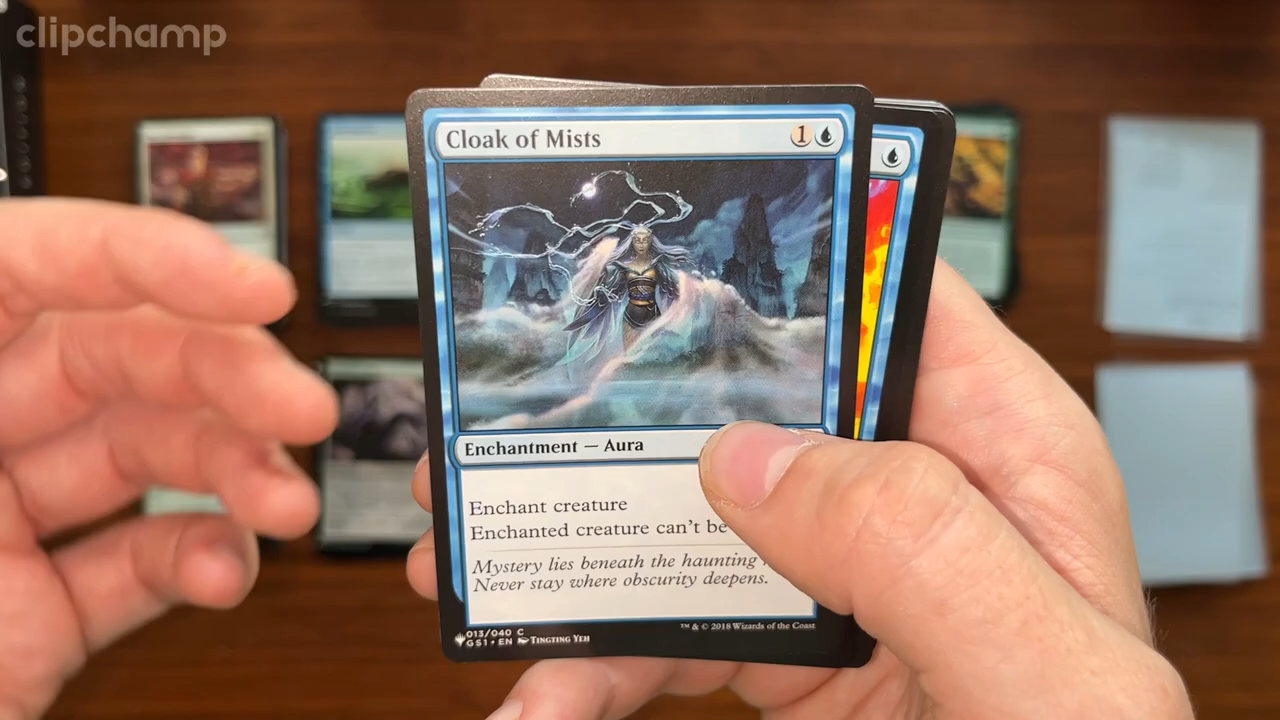 clipchamp
Cloak of Mists
1
Enchantment — Aura
Enchant creature
Enchanted creature can't be
Mystery lies beneath the haunting
Never stay where obscurity deepens.
013/040 C
GS1 • EN Tingting Yeh
™ & © 2018 Wizards of the Coast